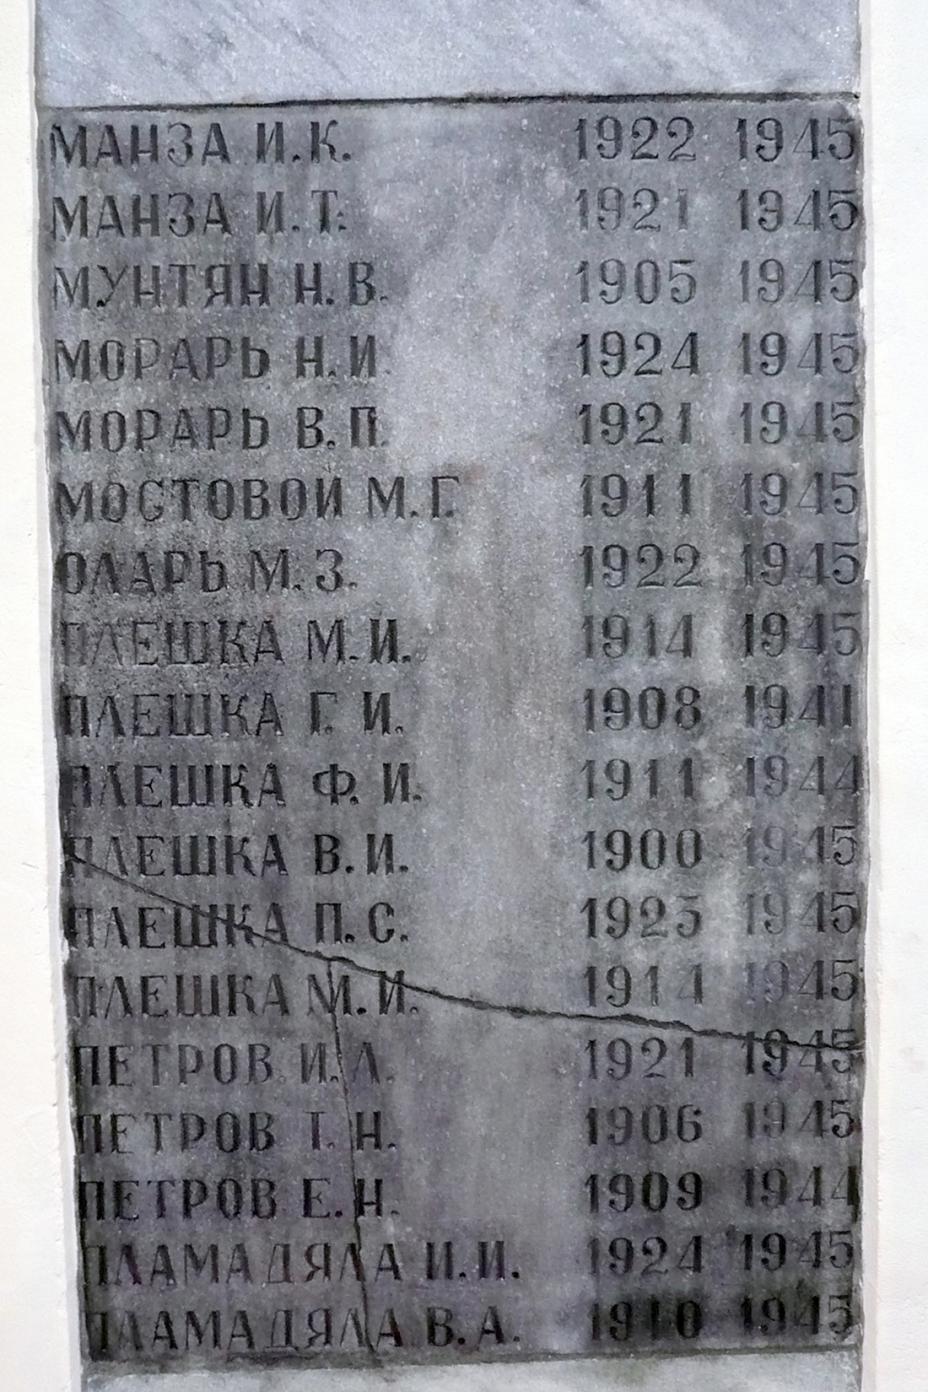 МАНЗА И.К. 1922 1945
МАНЗА И.Т. 1921 1945
МУНТЯН Н.В. 1905 1945
МОРАРЬ Н.И. 1924 1945
МОРАРЬ В.П. 1921 1945
МОСТОВОИ М.Г. 1911 1945
ОЛАРЬ М.З. 1922 1945
ПЛЕШКА М.И. 1914 1945
ПЛЕШКА Г.И. 1908 1941
ПЛЕШКА Ф.И. 1911 1944
ПЛЕШКА В.И. 1900 1945
ПЛЕШКА П.С. 1925 1945
ПЛЕШКА М.И. 1914 1945
ПЕТРОВ И.Л. 1921 1945
ПЕТРОВ Т.Н. 1906 1945
ПЕТРОВ Е.Н. 1909 1944
ПЛАМАДЯЛА И.И. 1924 1945
ПЛАМАДЯЛА В.А. 1910 1945